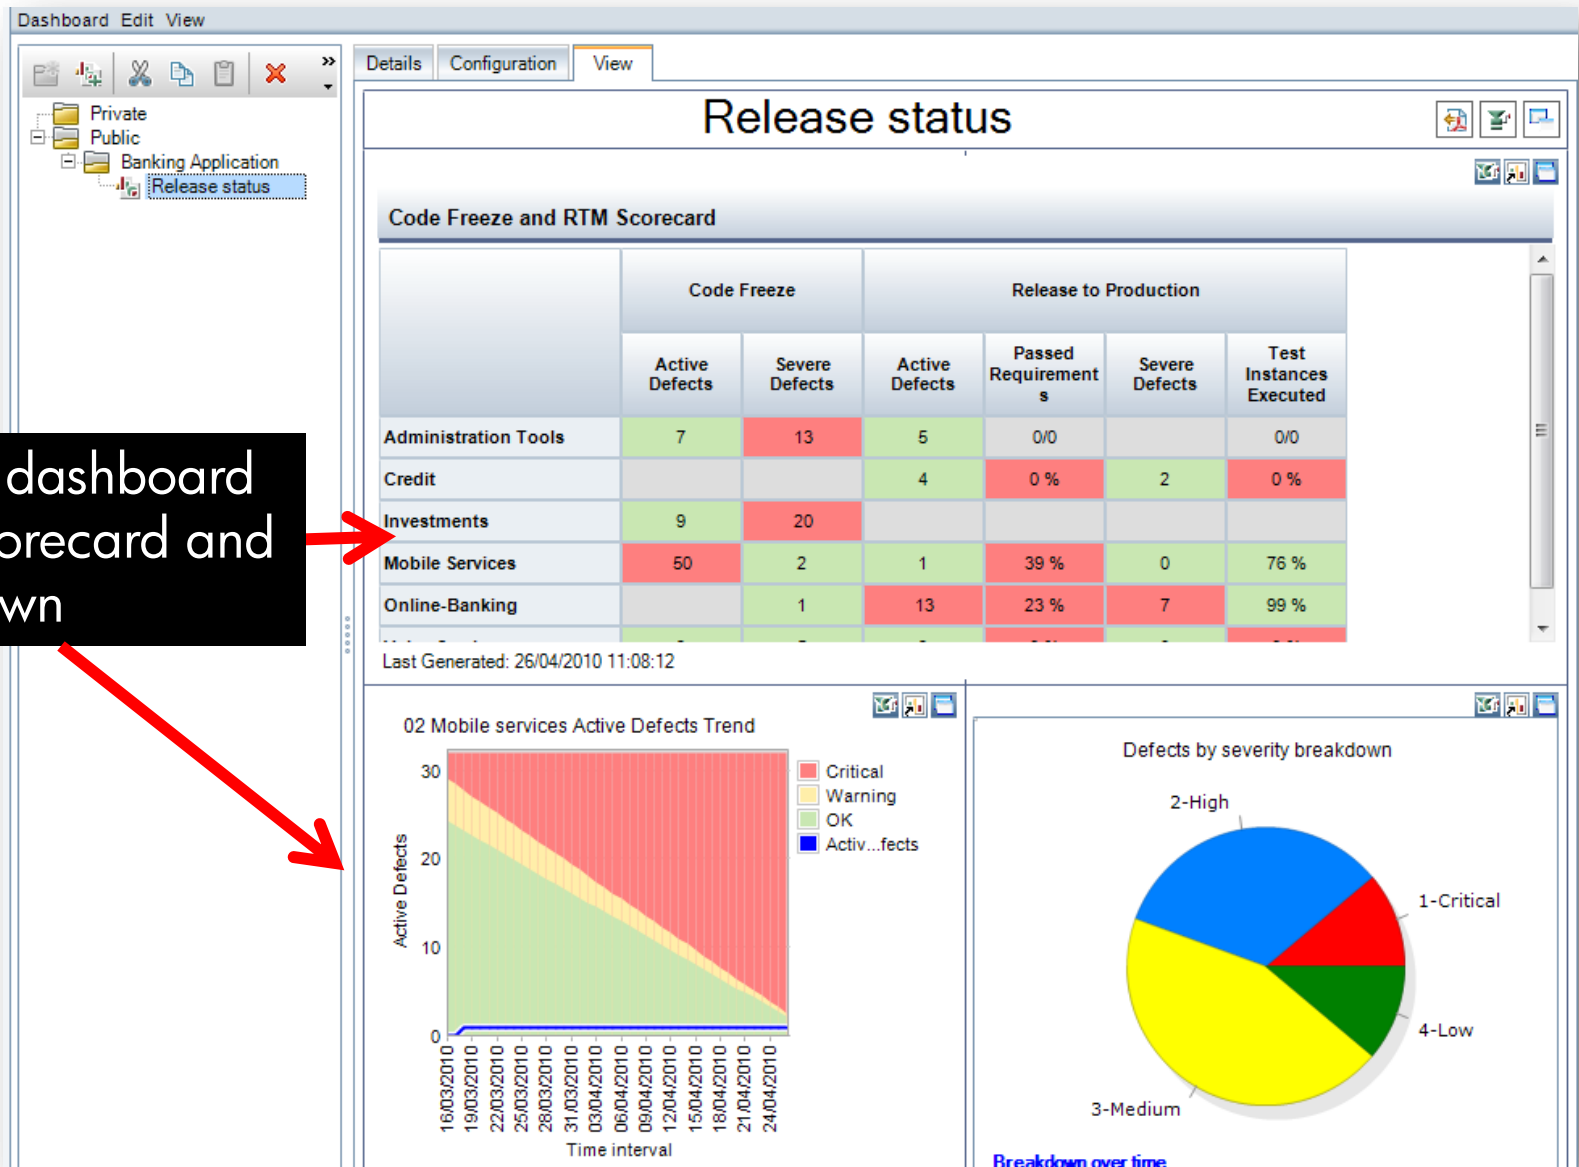 Dashboard Edit View
Private
Public
Banking Application
Release status
dashboard
orecard and
wn
Details Configuration View
Release status
Code Freeze and RTM Scorecard
Code Freeze Release to Production
Active Defects Severe Defects Active Defects Passed Requirements Severe Defects Test Instances Executed
Administration Tools 7 13 5 0/0 0/0
Credit 4 0 % 2 0 %
Investments 9 20
Mobile Services 50 2 1 39 % 0 76 %
Online-Banking 1 13 23 % 7 99 %
Last Generated: 26/04/2010 11:08:12
02 Mobile services Active Defects Trend
Active Defects
30
20
10
0
Critical
Warning
OK
Activ...fects
16/03/2010
19/03/2010
22/03/2010
25/03/2010
28/03/2010
31/03/2010
03/04/2010
06/04/2010
09/04/2010
12/04/2010
15/04/2010
18/04/2010
21/04/2010
24/04/2010
Time interval
Defects by severity breakdown
2-High
1-Critical
4-Low
3-Medium
Breakdown over time